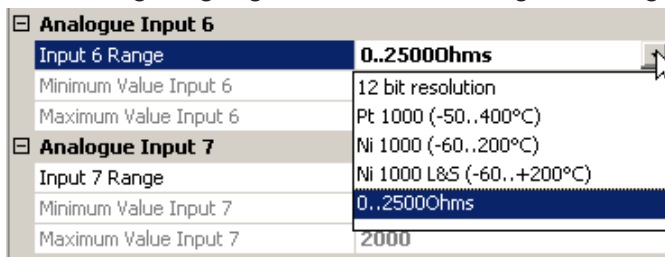 Analogue Input 6
Input 6 Range 0..2500Ohms
Minimum Value Input 6 12 bit resolution
Maximum Value Input 6 Pt 1000 (-50..400°C)
Analogue Input 7 Ni 1000 (-60..200°C)
Input 7 Range Ni 1000 L&S (-60..+200°C)
Minimum Value Input 7 0..2500Ohms
Maximum Value Input 7 2000